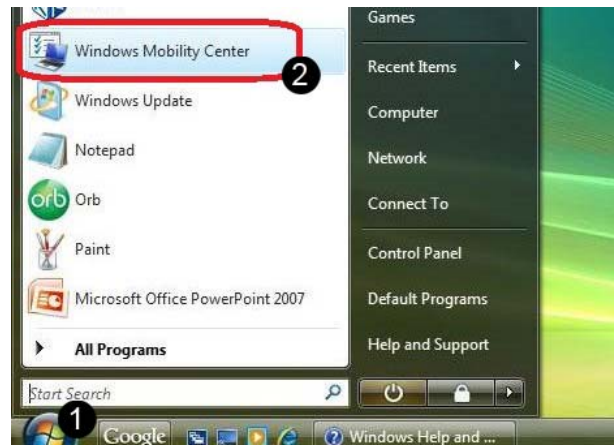 Windows Mobility Center
2
Windows Update
Notepad
orb Orb
Paint
Microsoft Office PowerPoint 2007
All Programs
Start Search
Games
Recent Items
Computer
Network
Connect To
Control Panel
Default Programs
Help and Support
1
Google
Windows Help and ...